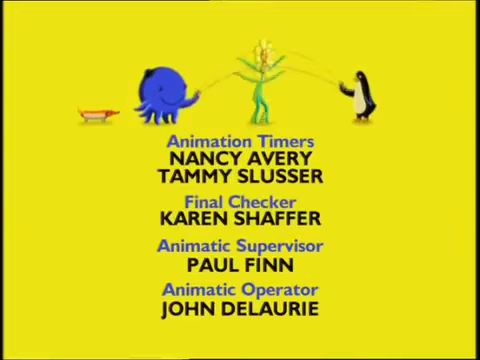 Animation Timers
NANCY AVERY
TAMMY SLUSSER
Final Checker
KAREN SHAFFER
Animatic Supervisor
PAUL FINN
Animatic Operator
JOHN DELAURIE